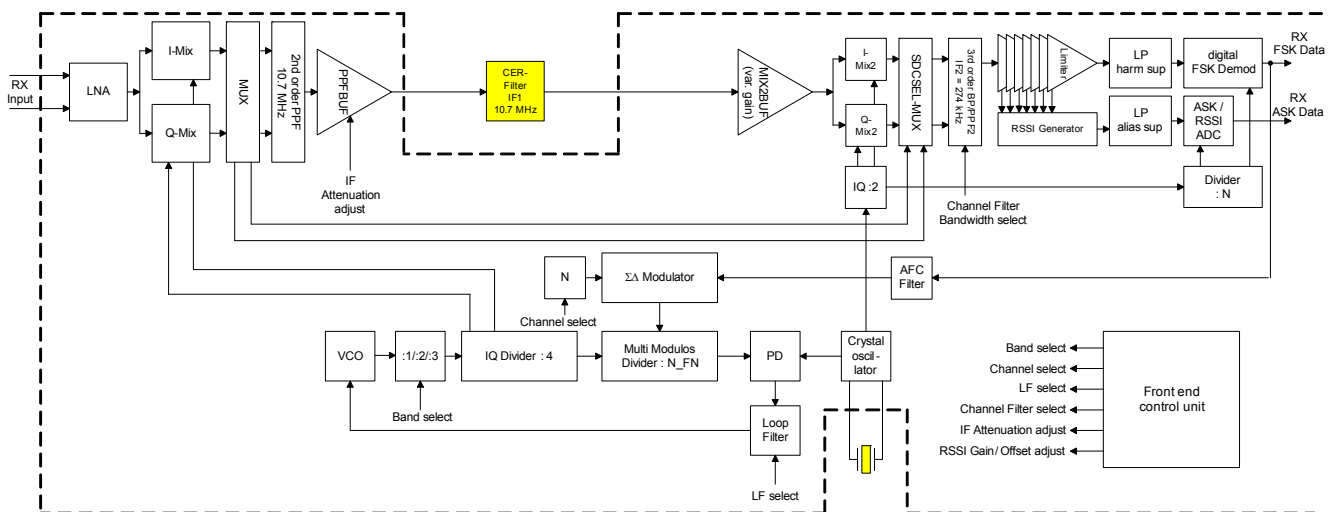 RX
Input
LNA
I-Mix
Q-Mix
MUX
2nd order PPF
10.7 MHz
PPFBUF
IF
Attenuation
adjust
CER-
Filter
IF1
10.7 MHz
MIX2BUF
(var. gain)
I-
Mix2
Q-
Mix2
SDCSEL-MUX
3rd order BP/PPF2
IF2 = 274 kHz
Limiter
RSSI Generator
LP
harm sup
LP
alias sup
digital
FSK Demod
ASK /
RSSI
ADC
RX
FSK Data
RX
ASK Data
IQ :2
Channel Filter
Bandwidth select
Divider
: N
N
Channel select
ΣΔ Modulator
AFC
Filter
VCO
:1/:2/:3
Band select
IQ Divider : 4
Multi Modulos
Divider : N_FN
PD
Crystal
oscil-
lator
Loop
Filter
LF select
Band select
Channel select
LF select
Channel Filter select
IF Attenuation adjust
RSSI Gain/Offset adjust
Front end
control unit